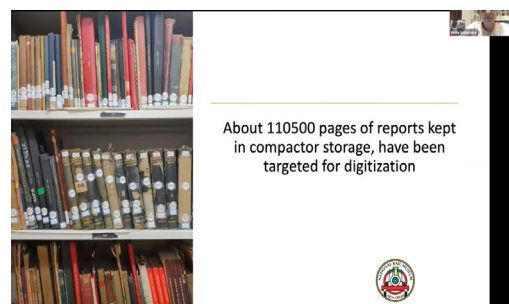 About 110500 pages of reports kept
in compactor storage, have been
targeted for digitization